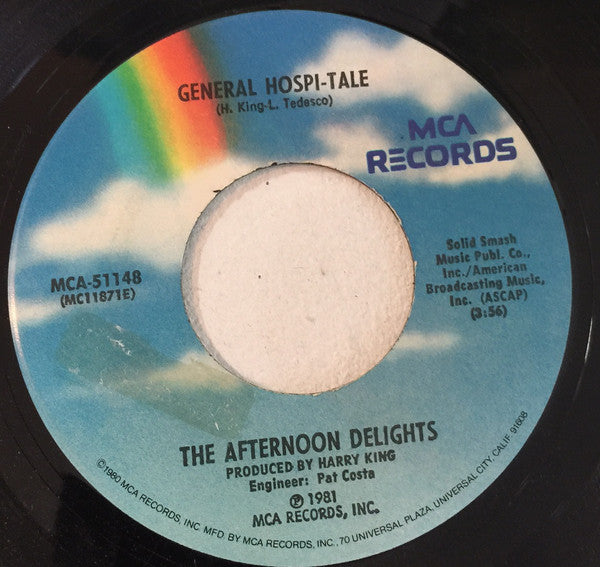 GENERAL HOSPI-TALE
(H. King-L. Tedesco)
MCA
RECORDS
MCA-51148
(MC11871E)
Solid Smash
Music Publ. Co.,
Inc./American
Broadcasting Music,
Inc. (ASCAP)
(3:56)
THE AFTERNOON DELIGHTS
PRODUCED BY HARRY KING
Engineer: Pat Costa
℗ 1981
MCA RECORDS, INC.
©1980 MCA RECORDS, INC. MFD. BY MCA RECORDS, INC., 70 UNIVERSAL PLAZA, UNIVERSAL CITY, CALIF. 91608